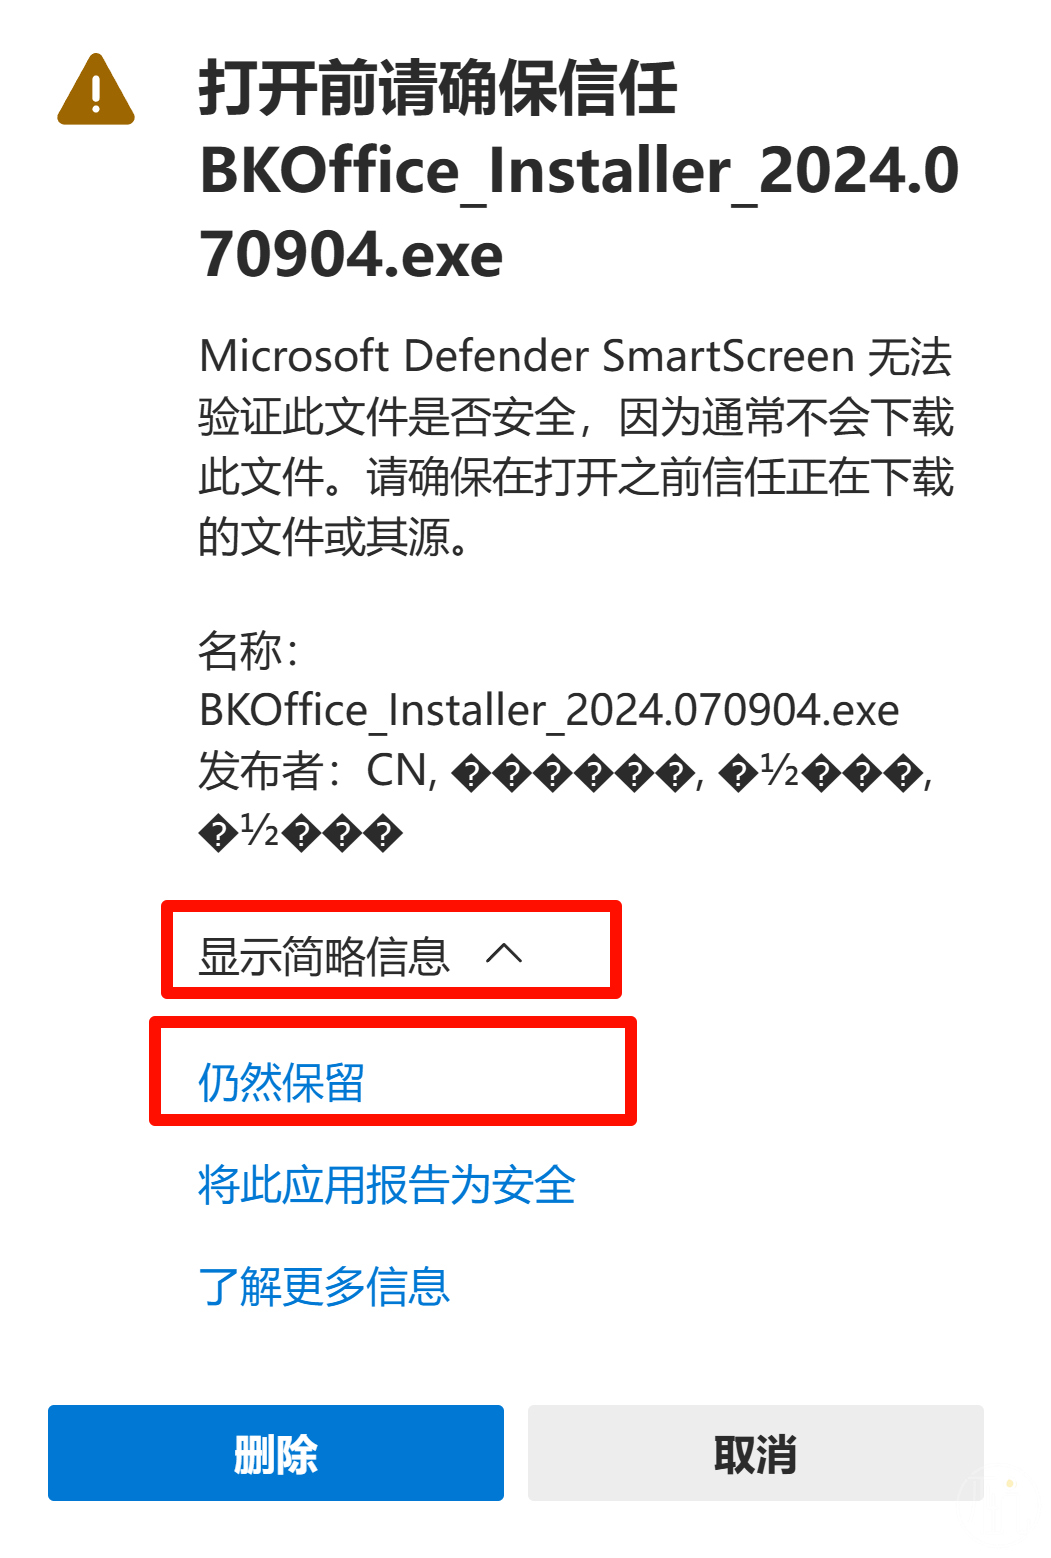 打开前请确保信任
BKOffice_Installer_2024.0
70904.exe
Microsoft Defender SmartScreen 无法
验证此文件是否安全，因为通常不会下载
此文件。请确保在打开之前信任正在下载
的文件或其源。
名称：
BKOffice_Installer_2024.070904.exe
发布者：CN, ������, �½���,
�½���
显示简略信息
仍然保留
将此应用报告为安全
了解更多信息
删除
取消